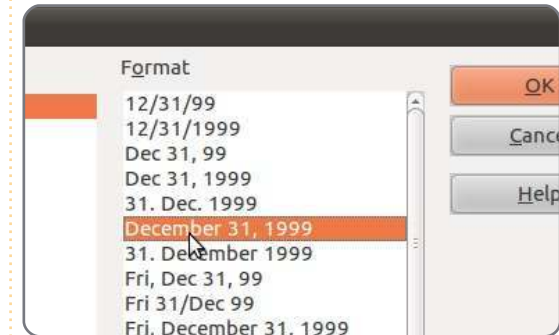 Format
12/31/99
12/31/1999
Dec 31, 99
Dec 31, 1999
31. Dec. 1999
December 31, 1999
31. December 1999
Fri, Dec 31, 99
Fri 31/Dec 99
Fri, December 31, 1999
OK
Cance
Help